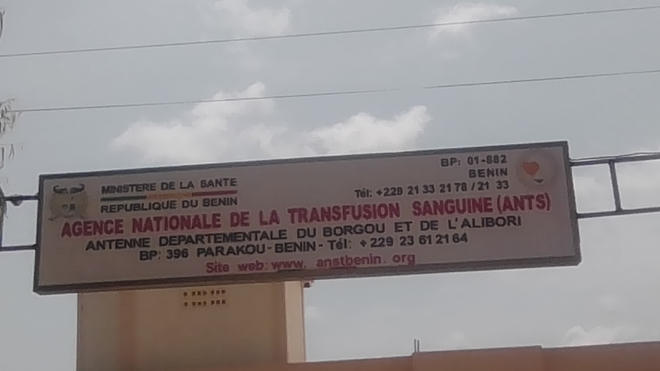 MINISTERE DE LA SANTE
REPUBLIQUE DU BENIN
BP: 01-882
BENIN
Tél: +229 21 33 21 78 / 21 33
AGENCE NATIONALE DE LA TRANSFUSION SANGUINE (ANTS)
ANTENNE DEPARTEMENTALE DU BORGOU ET DE L'ALIBORI
BP: 396 PARAKOU - BENIN - Tél: +229 23 61 21 64
Site web: www. anstbenin. org